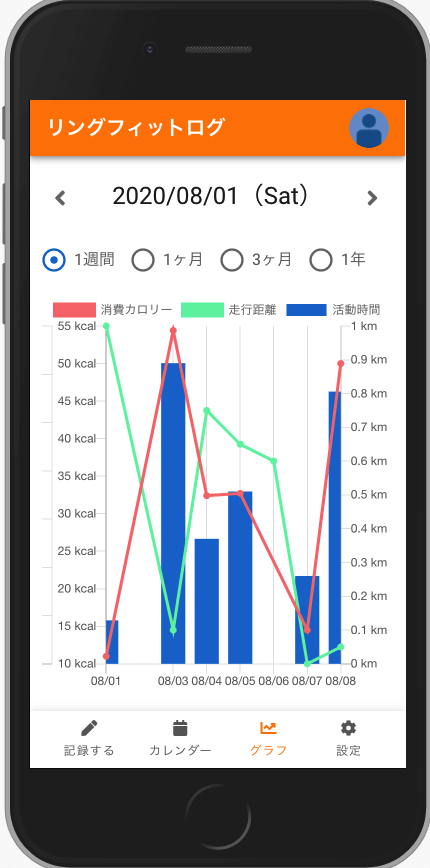 リングフィットログ
2020/08/01（Sat）
1週間 1ヶ月 3ヶ月 1年
消費カロリー 走行距離 活動時間
55 kcal 1 km
50 kcal 0.9 km
45 kcal 0.8 km
40 kcal 0.7 km
35 kcal 0.6 km
30 kcal 0.5 km
25 kcal 0.4 km
20 kcal 0.3 km
15 kcal 0.2 km
10 kcal 0.1 km
0 km
08/01 08/03 08/04 08/05 08/06 08/07 08/08
記録する カレンダー グラフ 設定